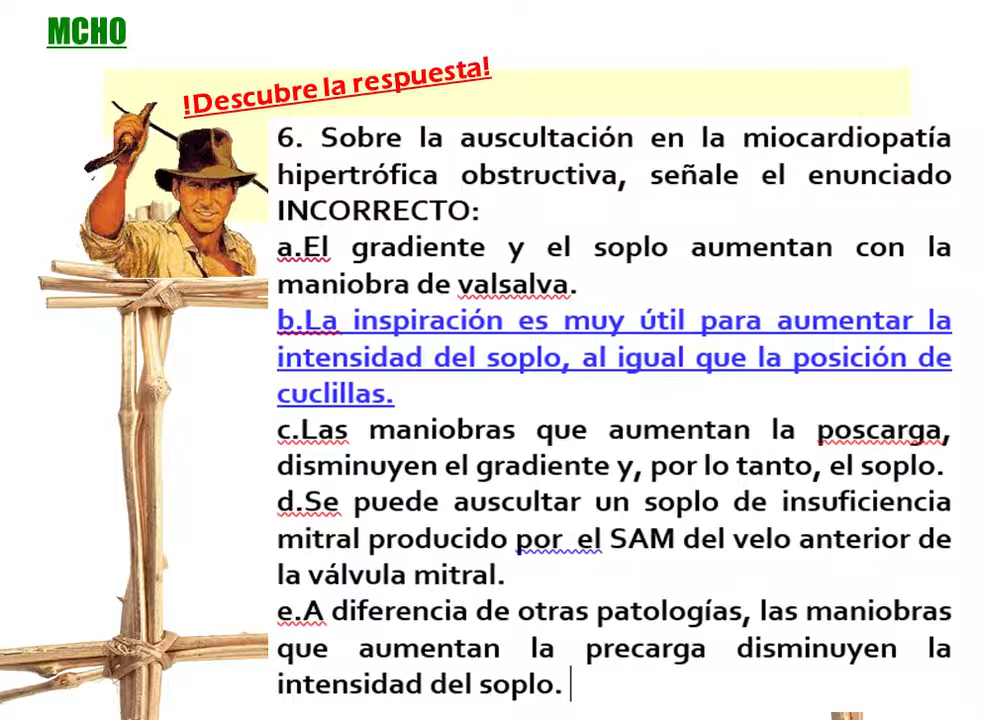 MCHO
!Descubre la respuesta!
6. Sobre la auscultación en la miocardiopatía
hipertrófica obstructiva, señale el enunciado
INCORRECTO:
a.El gradiente y el soplo aumentan con la
maniobra de valsalva.
b.La inspiración es muy útil para aumentar la
intensidad del soplo, al igual que la posición de
cuclillas.
c.Las maniobras que aumentan la poscarga,
disminuyen el gradiente y, por lo tanto, el soplo.
d.Se puede auscultar un soplo de insuficiencia
mitral producido por el SAM del velo anterior de
la válvula mitral.
e.A diferencia de otras patologías, las maniobras
que aumentan la precarga disminuyen la
intensidad del soplo.